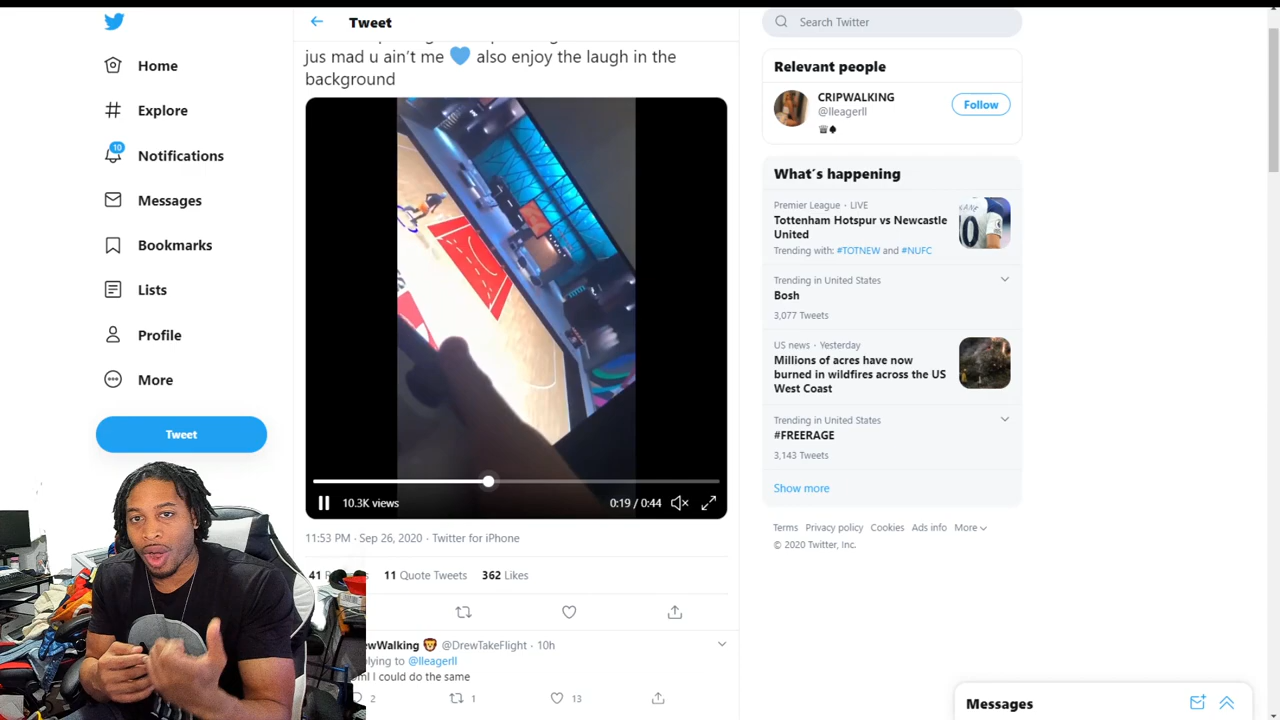 Home
Explore
Notifications
10
Messages
Bookmarks
Lists
Profile
More
Tweet
Tweet
jus mad u ain't me 💙 also enjoy the laugh in the
background
10.3K views
0:19 / 0:44
11:53 PM · Sep 26, 2020 · Twitter for iPhone
41
11 Quote Tweets
362 Likes
@DrewTakeFlight · 10h
@lleagerll
I could do the same
2
1
13
Search Twitter
Relevant people
CRIPWALKING
@lleagerll
Follow
What's happening
Premier League · LIVE
Tottenham Hotspur vs Newcastle
United
Trending with: #TOTNEW and #NUFC
Trending in United States
Bosh
3,077 Tweets
US news · Yesterday
Millions of acres have now
burned in wildfires across the US
West Coast
Trending in United States
#FREERAGE
3,143 Tweets
Show more
Terms Privacy policy Cookies Ads info More
© 2020 Twitter, Inc.
Messages